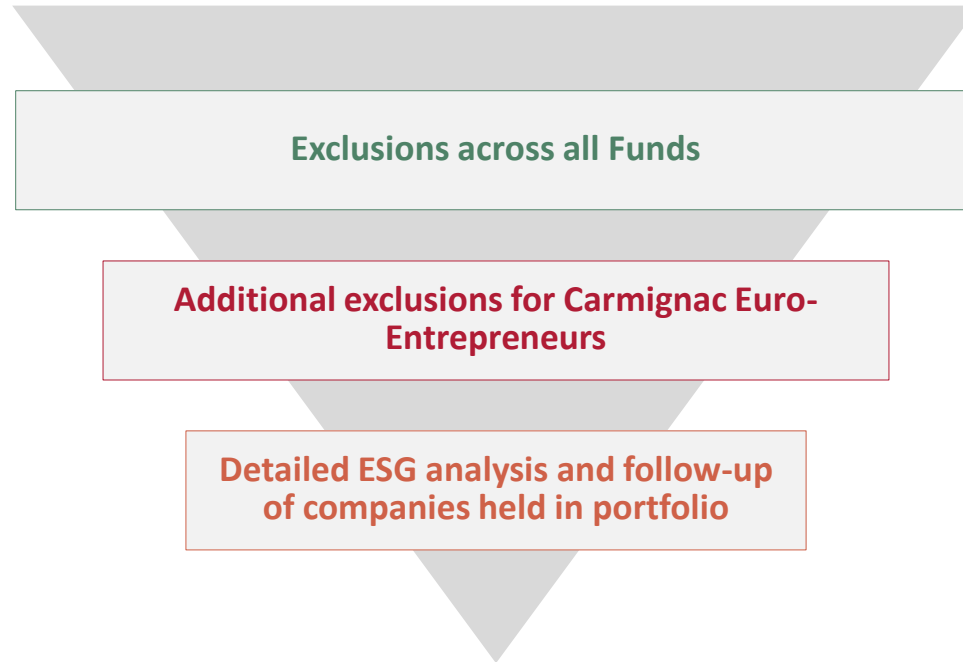 Exclusions across all Funds
Additional exclusions for Carmignac Euro-
Entrepreneurs
Detailed ESG analysis and follow-up
of companies held in portfolio